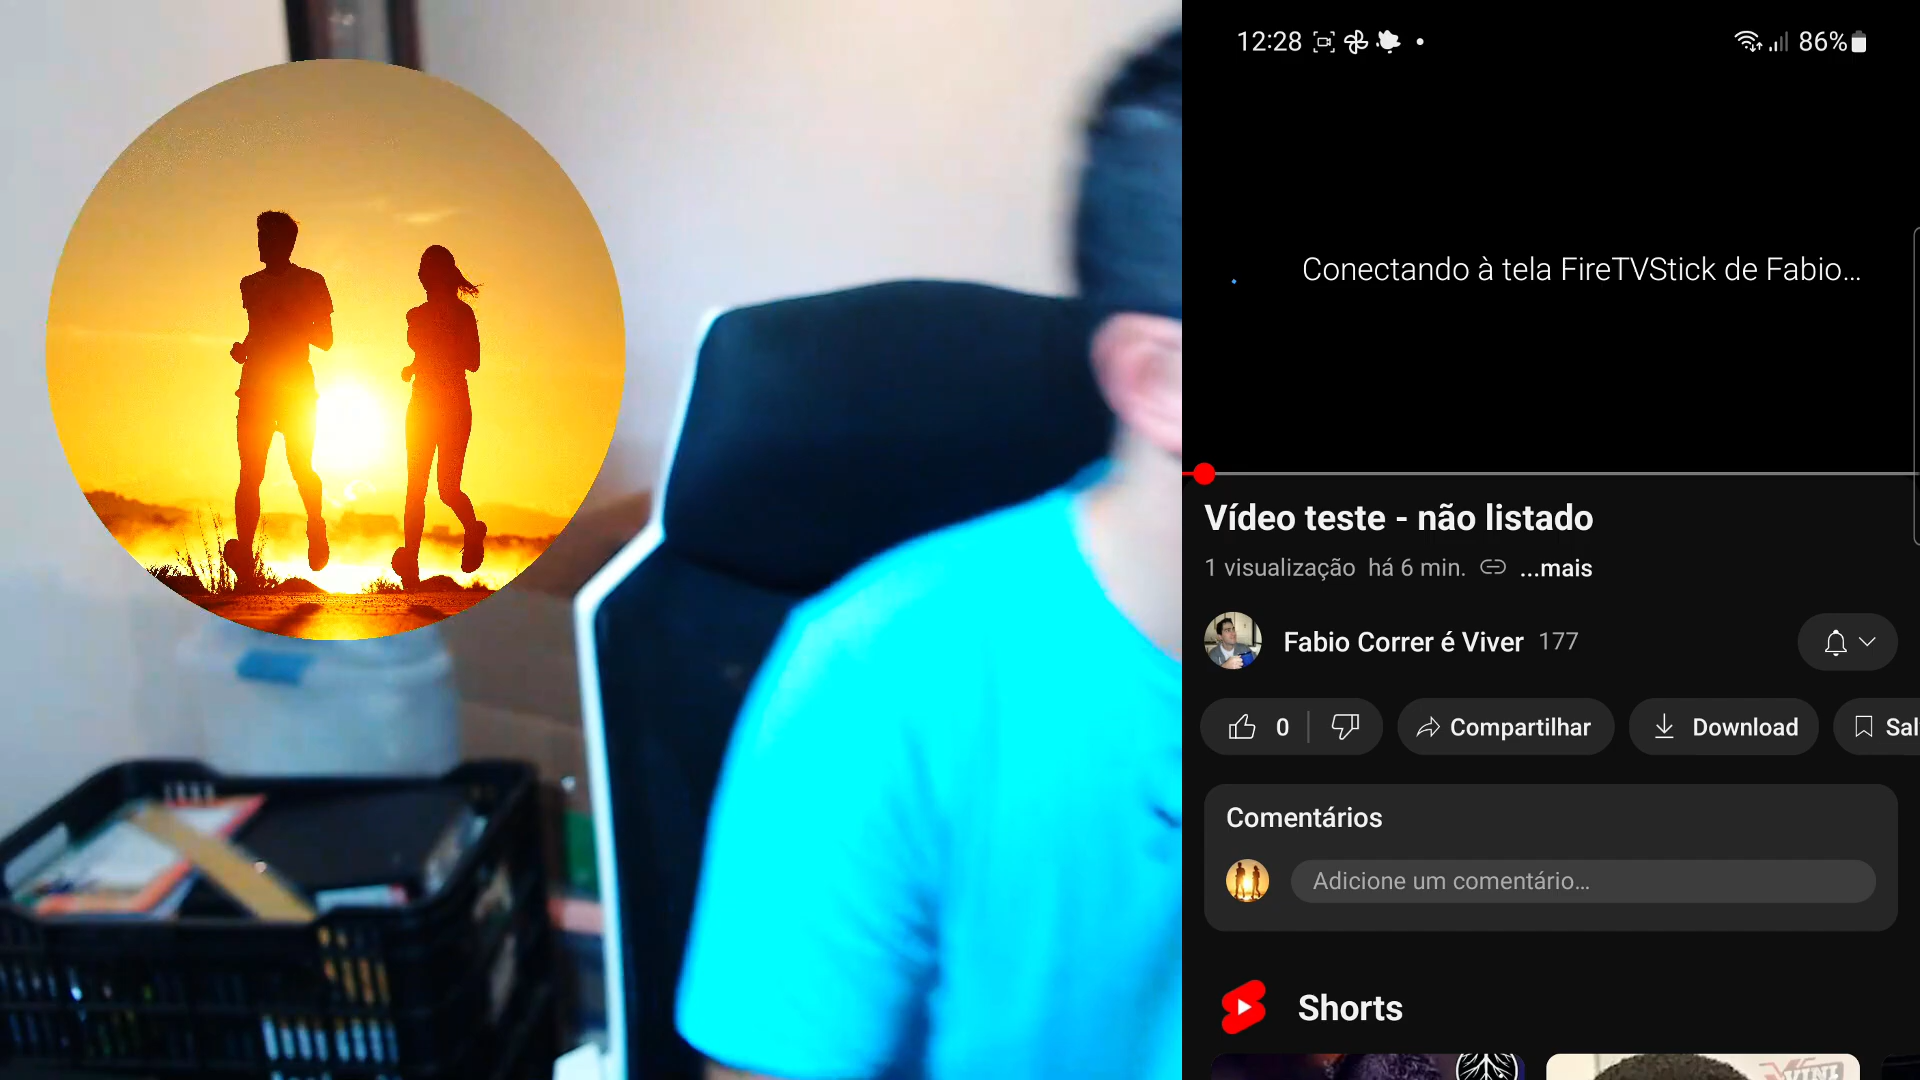 12:28
86%
Conectando à tela FireTVStick de Fabio...
Vídeo teste - não listado
1 visualização há 6 min. ...mais
Fabio Correr é Viver 177
0 Compartilhar Download Sal
Comentários
Adicione um comentário...
Shorts
VINI